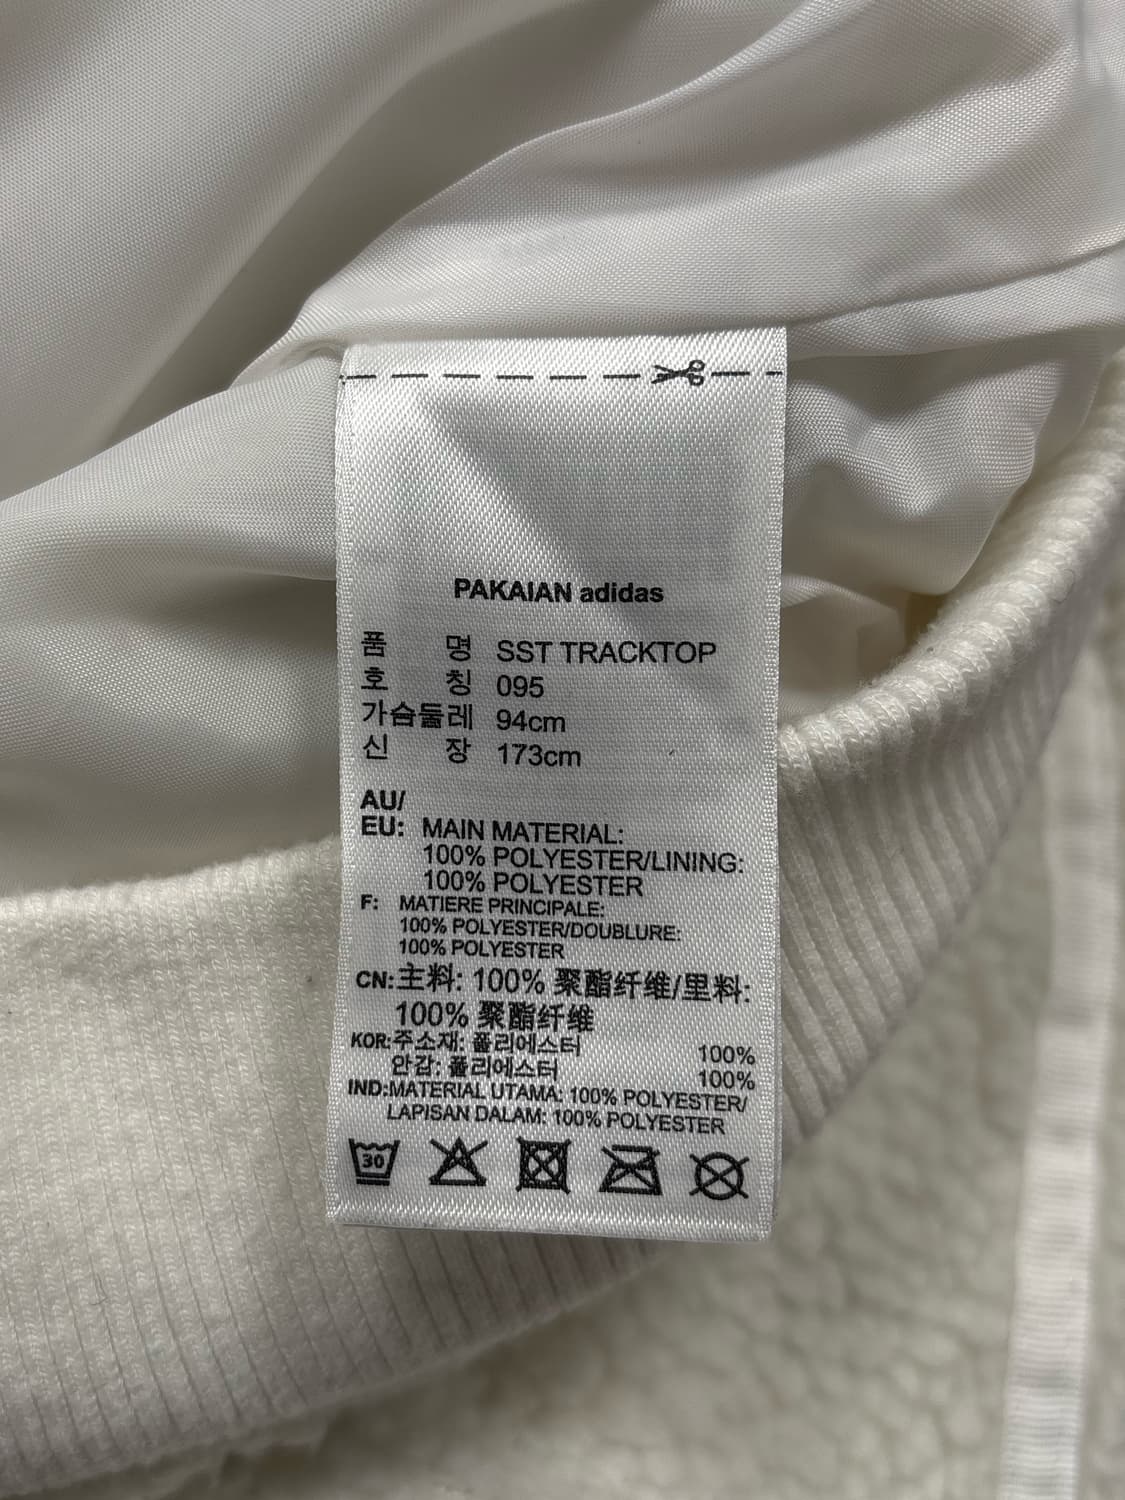 PAKAIAN adidas
품 명 SST TRACKTOP
호 칭 095
가슴둘레 94cm
신 장 173cm
AU/
EU: MAIN MATERIAL:
100% POLYESTER/LINING:
100% POLYESTER
F: MATIERE PRINCIPALE:
100% POLYESTER/DOUBLURE:
100% POLYESTER
CN:主料: 100% 聚酯纤维/里料:
100% 聚酯纤维
KOR:주소재: 폴리에스터 100%
안감: 폴리에스터 100%
IND:MATERIAL UTAMA: 100% POLYESTER/
LAPISAN DALAM: 100% POLYESTER
30